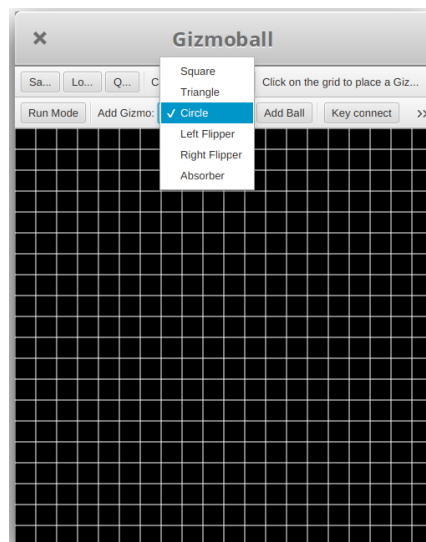 × Gizmoball
Sa... Lo... Q... C Click on the grid to place a Giz...
Run Mode Add Gizmo: Add Ball Key connect >>
Square
Triangle
✓ Circle
Left Flipper
Right Flipper
Absorber